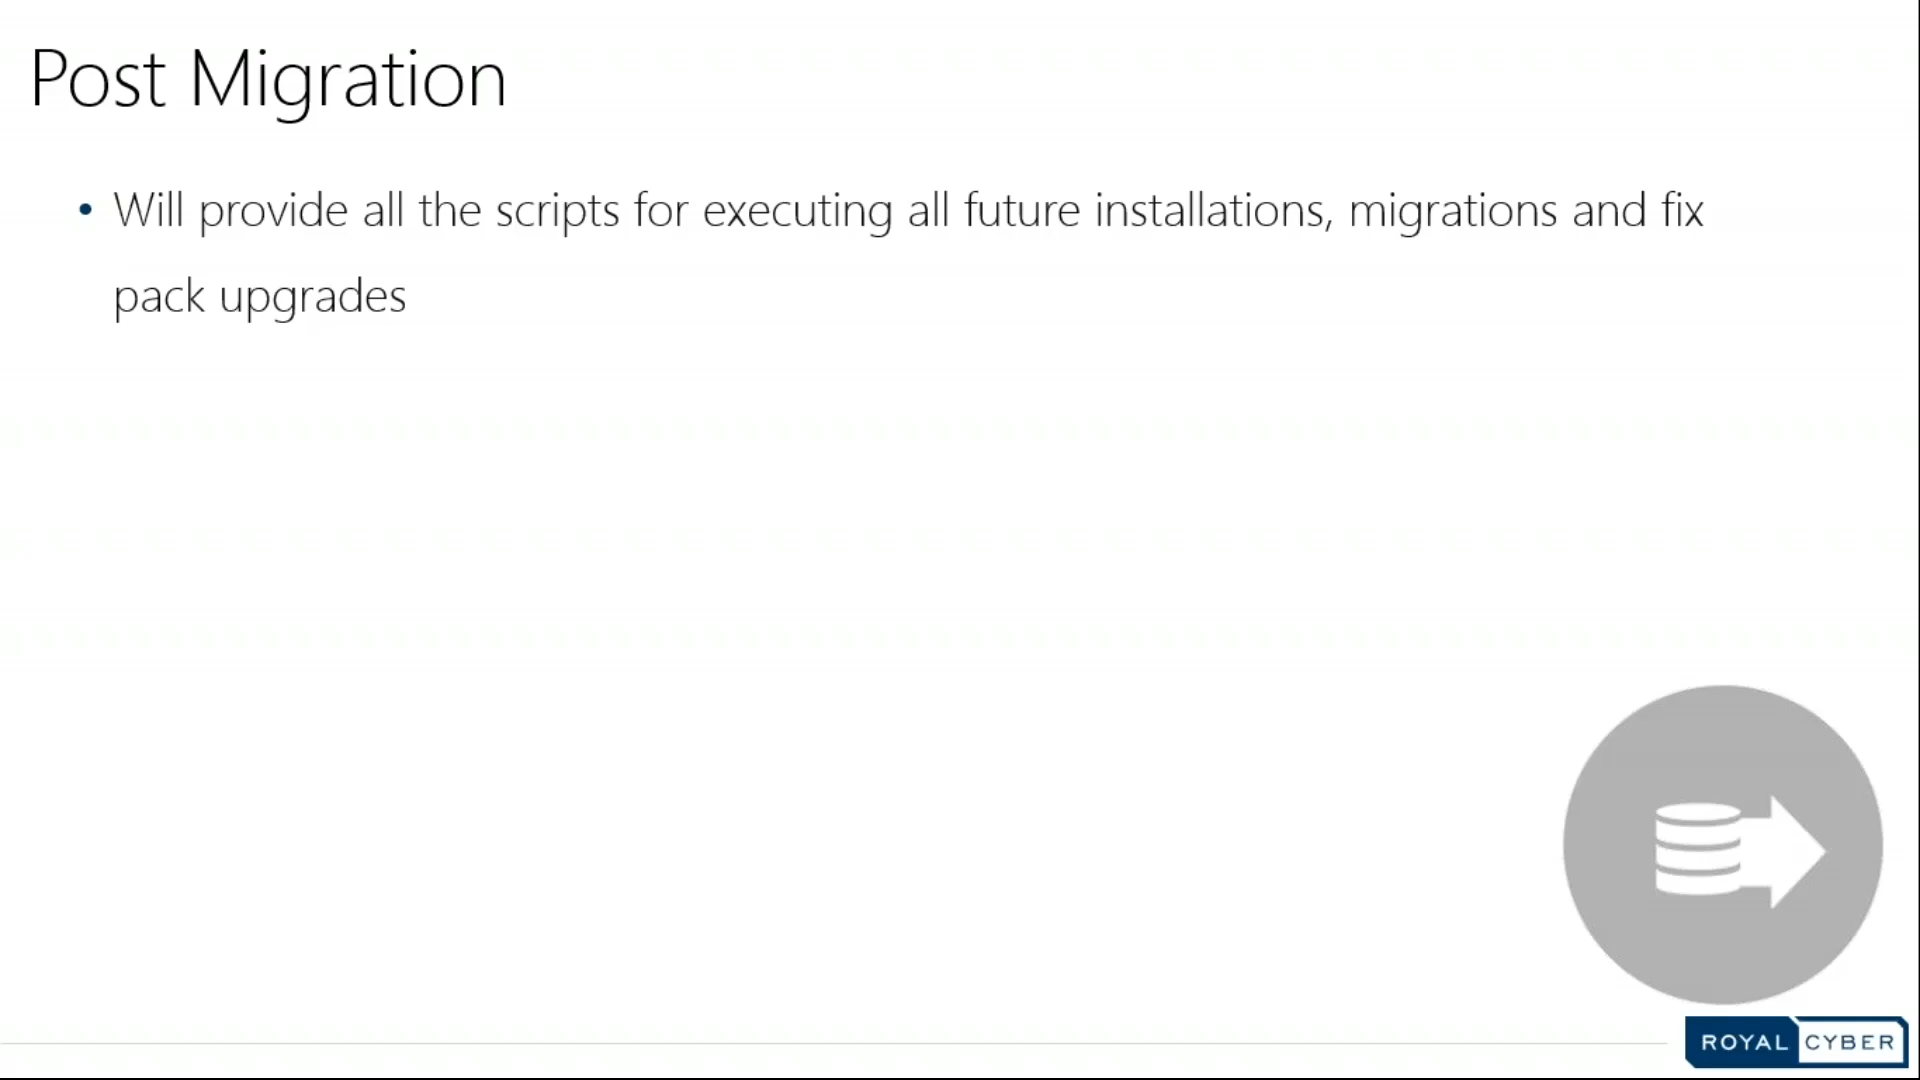 Post Migration
• Will provide all the scripts for executing all future installations, migrations and fix
pack upgrades
ROYAL CYBER